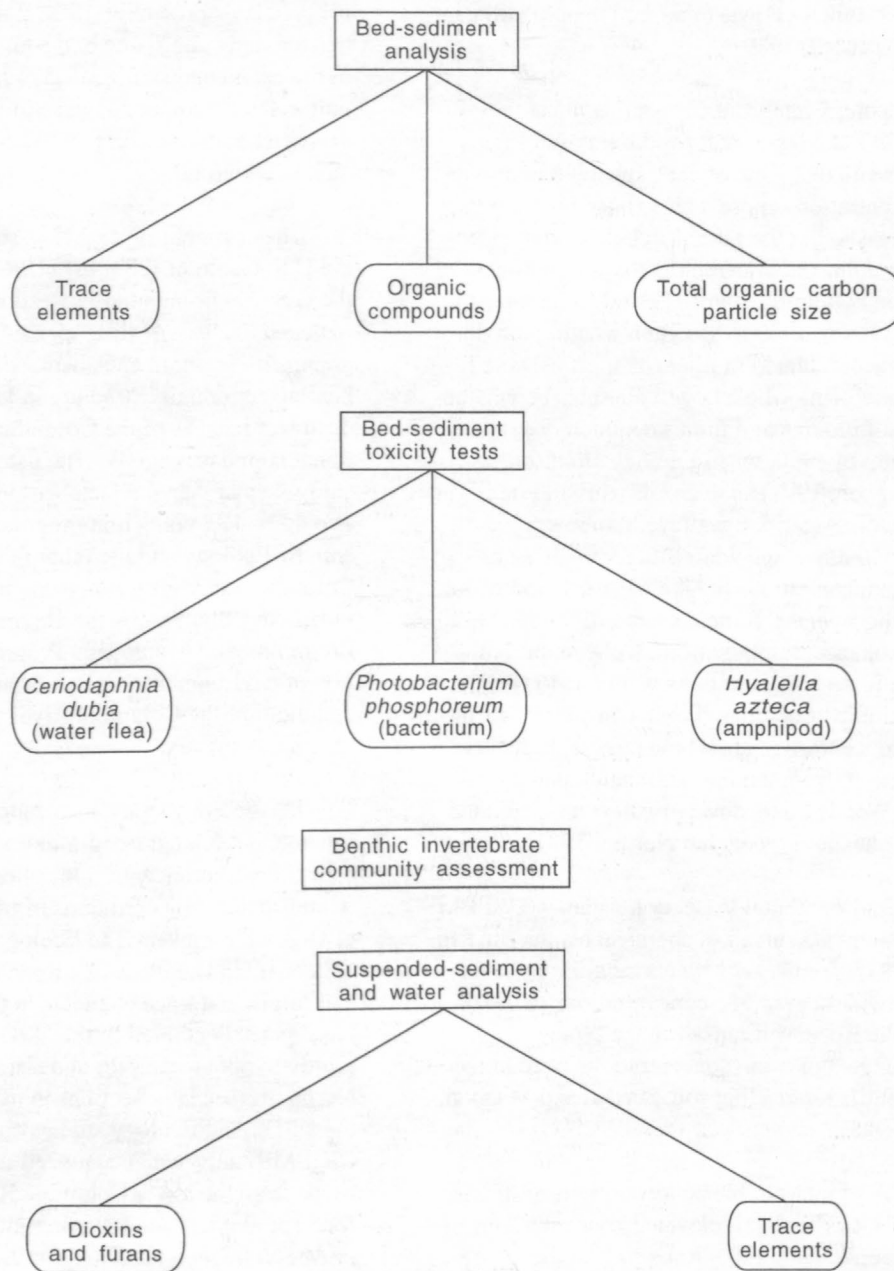 Bed-sediment
analysis
Trace
elements
Organic
compounds
Total organic carbon
particle size
Bed-sediment
toxicity tests
Ceriodaphnia
dubia
(water flea)
Photobacterium
phosphoreum
(bacterium)
Hyalella
azteca
(amphipod)
Benthic invertebrate
community assessment
Suspended-sediment
and water analysis
Dioxins
and furans
Trace
elements